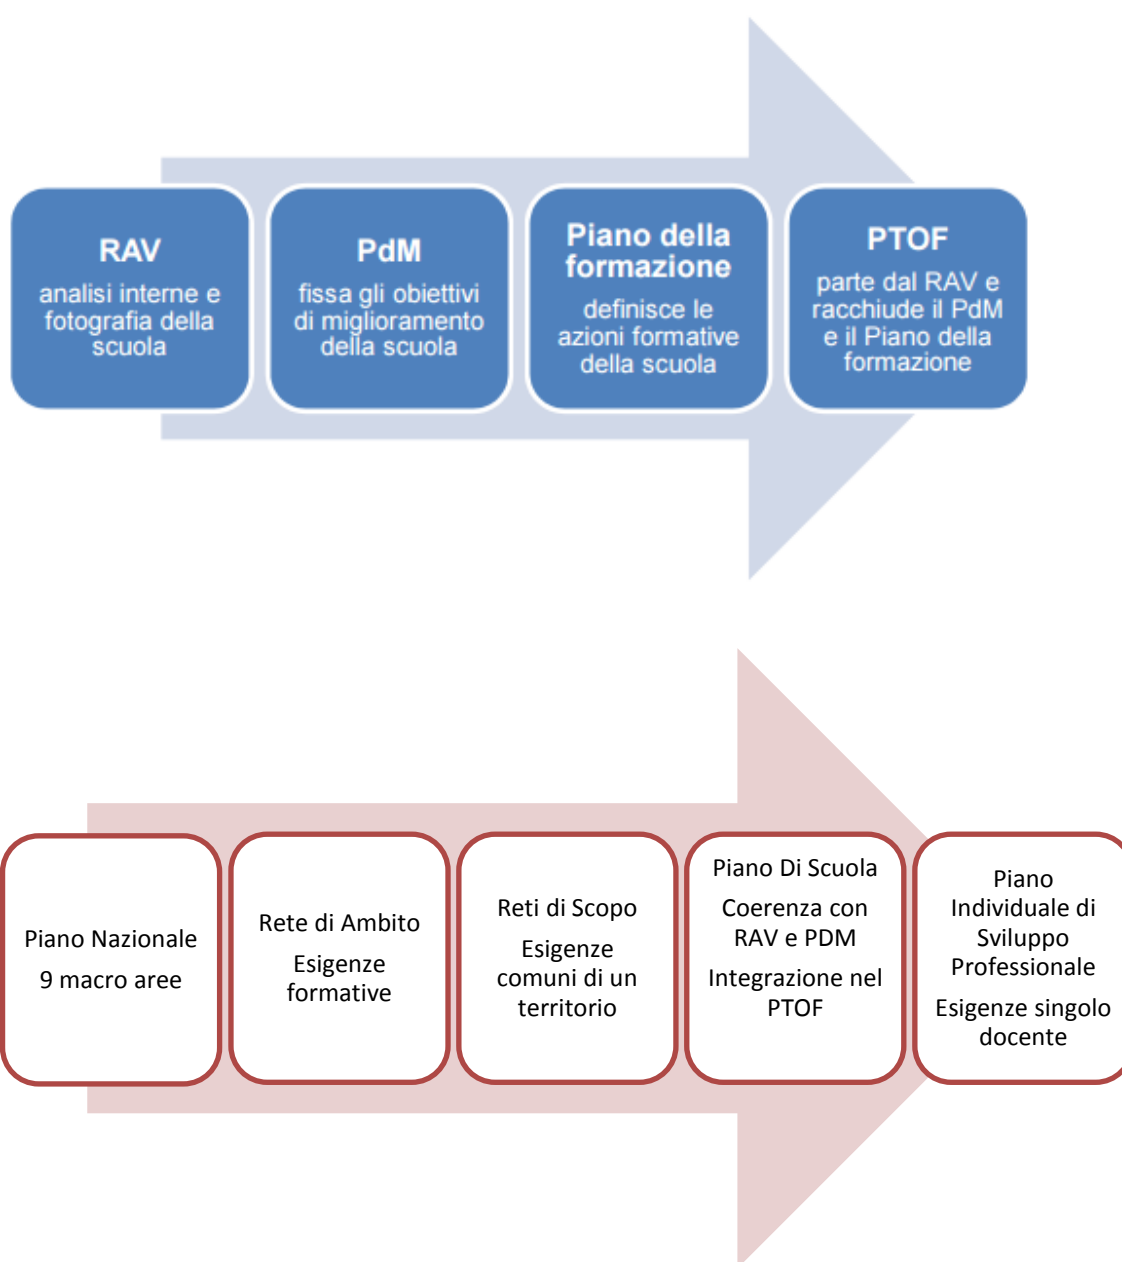 RAV
analisi interne e
fotografia della
scuola
PdM
fissa gli obiettivi
di miglioramento
della scuola
Piano della
formazione
definisce le
azioni formative
della scuola
PTOF
parte dal RAV e
racchiude il PdM
e il Piano della
formazione
Piano Nazionale
9 macro aree
Rete di Ambito
Esigenze
formative
Reti di Scopo
Esigenze
comuni di un
territorio
Piano Di Scuola
Coerenza con
RAV e PDM
Integrazione nel
PTOF
Piano
Individuale di
Sviluppo
Professionale
Esigenze singolo
docente